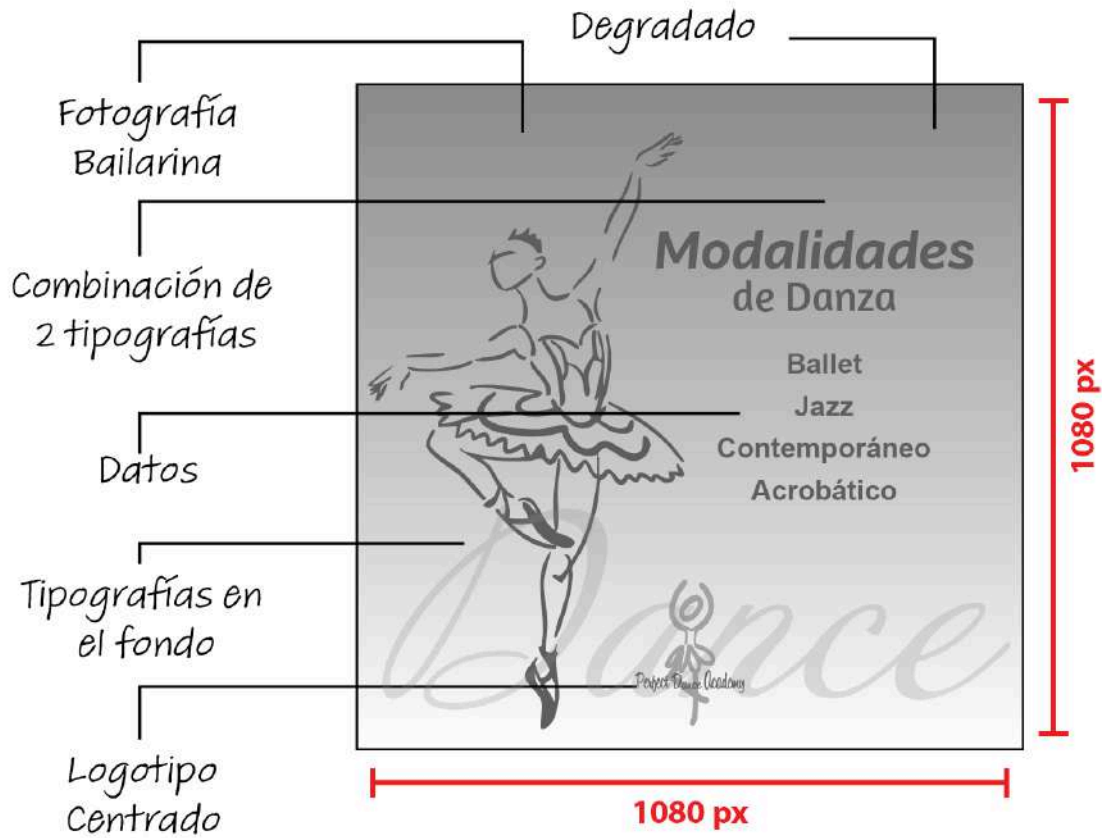 Degradado
Fotografía
Bailarina
Combinación de
2 tipografías
Datos
Tipografías en
el fondo
Logotipo
Centrado
Modalidades
de Danza
Ballet
Jazz
Contemporáneo
Acrobático
Dance
Perfect Dance Academy
1080 px
1080 px